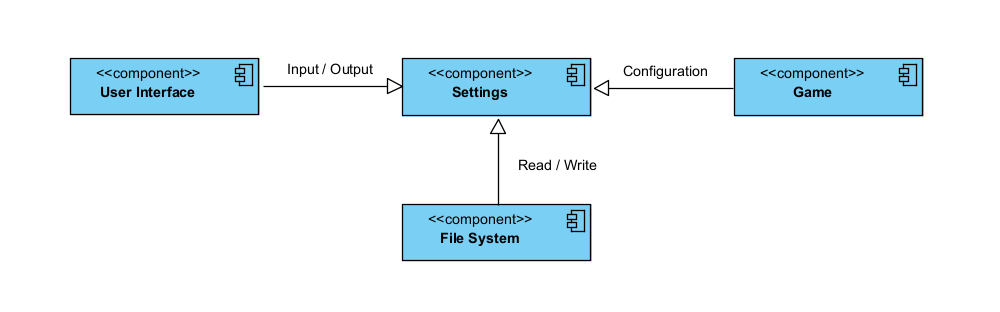 <<component>>
User Interface
Input / Output
<<component>>
Settings
Configuration
<<component>>
Game
Read / Write
<<component>>
File System